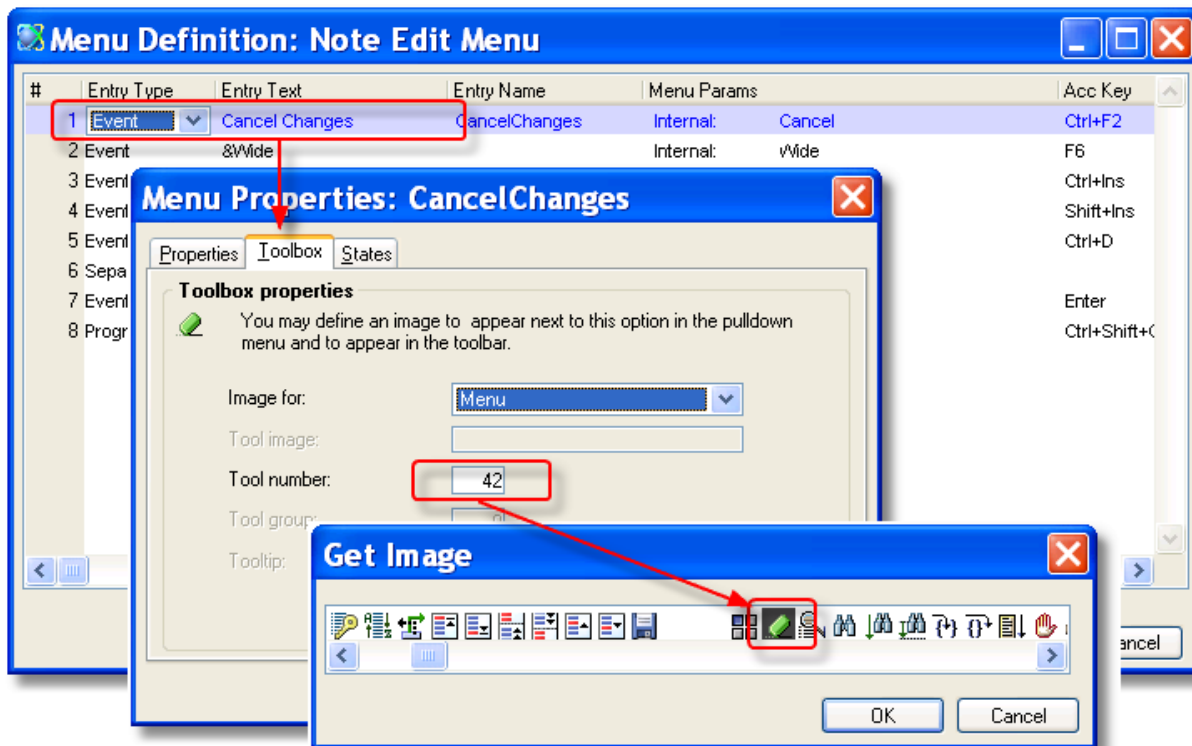 Menu Definition: Note Edit Menu
# Entry Type Entry Text Entry Name Menu Params Acc Key
1 Event Cancel Changes CancelChanges Internal: Cancel Ctrl+F2
2 Event &Wide Internal: Wide F6
3 Event Ctrl+Ins
4 Event Shift+Ins
5 Event Ctrl+D
6 Sepa
7 Event Enter
8 Progr Ctrl+Shift+
Menu Properties: CancelChanges
Properties Toolbox States
Toolbox properties
You may define an image to appear next to this option in the pulldown
menu and to appear in the toolbar.
Image for: Menu
Tool image:
Tool number: 42
Tool group: 0
Tooltip:
Get Image
OK Cancel
ancel